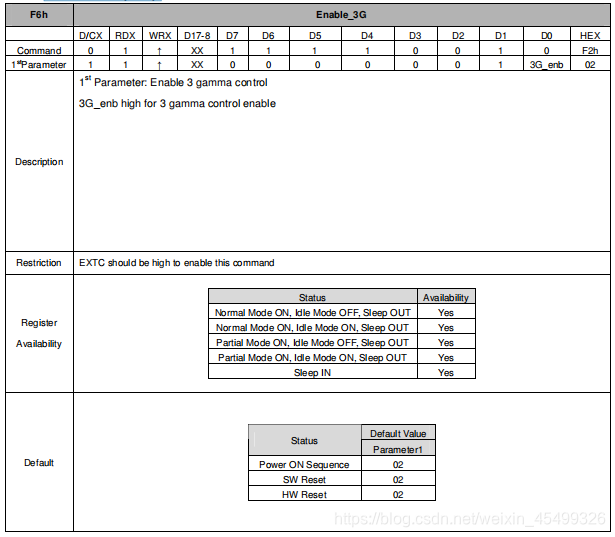 F6h Enable_3G
D/CX RDX WRX D17-8 D7 D6 D5 D4 D3 D2 D1 D0 HEX
Command 0 1 ↑ XX 1 1 1 1 0 0 1 0 F2h
1stParameter 1 1 ↑ XX 0 0 0 0 0 0 1 3G_enb 02
1st Parameter: Enable 3 gamma control
3G_enb high for 3 gamma control enable
Description
Restriction EXTC should be high to enable this command
Register
Availability
Status Availability
Normal Mode ON, Idle Mode OFF, Sleep OUT Yes
Normal Mode ON, Idle Mode ON, Sleep OUT Yes
Partial Mode ON, Idle Mode OFF, Sleep OUT Yes
Partial Mode ON, Idle Mode ON, Sleep OUT Yes
Sleep IN Yes
Default
Status Default Value
Parameter1
Power ON Sequence 02
SW Reset 02
HW Reset 02
https://blog.csdn.net/weixin_45499326